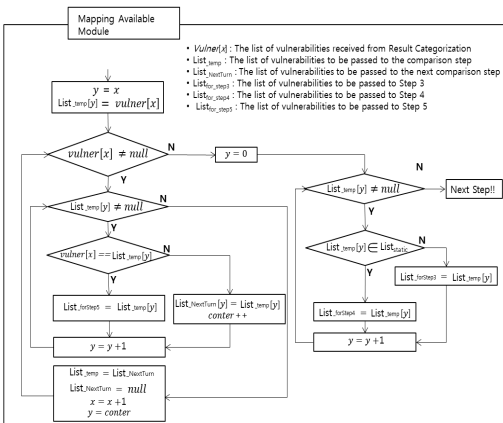 Mapping Available
Module
• Vulner[x] : The list of vulnerabilities received from Result Categorization
• List_temp : The list of vulnerabilities to be passed to the comparison step
• List_NextTurn : The list of vulnerabilities to be passed to the next comparison step
• Listfor_step3 : The list of vulnerabilities to be passed to Step 3
• Listfor_step4 : The list of vulnerabilities to be passed to Step 4
• Listfor_step5 : The list of vulnerabilities to be passed to Step 5
y = x
List_temp[y] = vulner[x]
vulner[x] ≠ null
N
y = 0
Y
List_temp[y] ≠ null
N
Y
vulner[x] == List_temp[y]
N
Y
List_forStep5 = List_temp[y]
List_NextTurn[y] = List_temp[y]
conter ++
y = y +1
List_temp = List_NextTurn
List_NextTurn = null
x = x +1
y = conter
List_temp[y] ≠ null
N
Next Step!!
Y
List_temp[y] ∈ Liststatic
N
List_forStep3 = List_temp[y]
Y
List_forStep4 = List_temp[y]
y = y +1